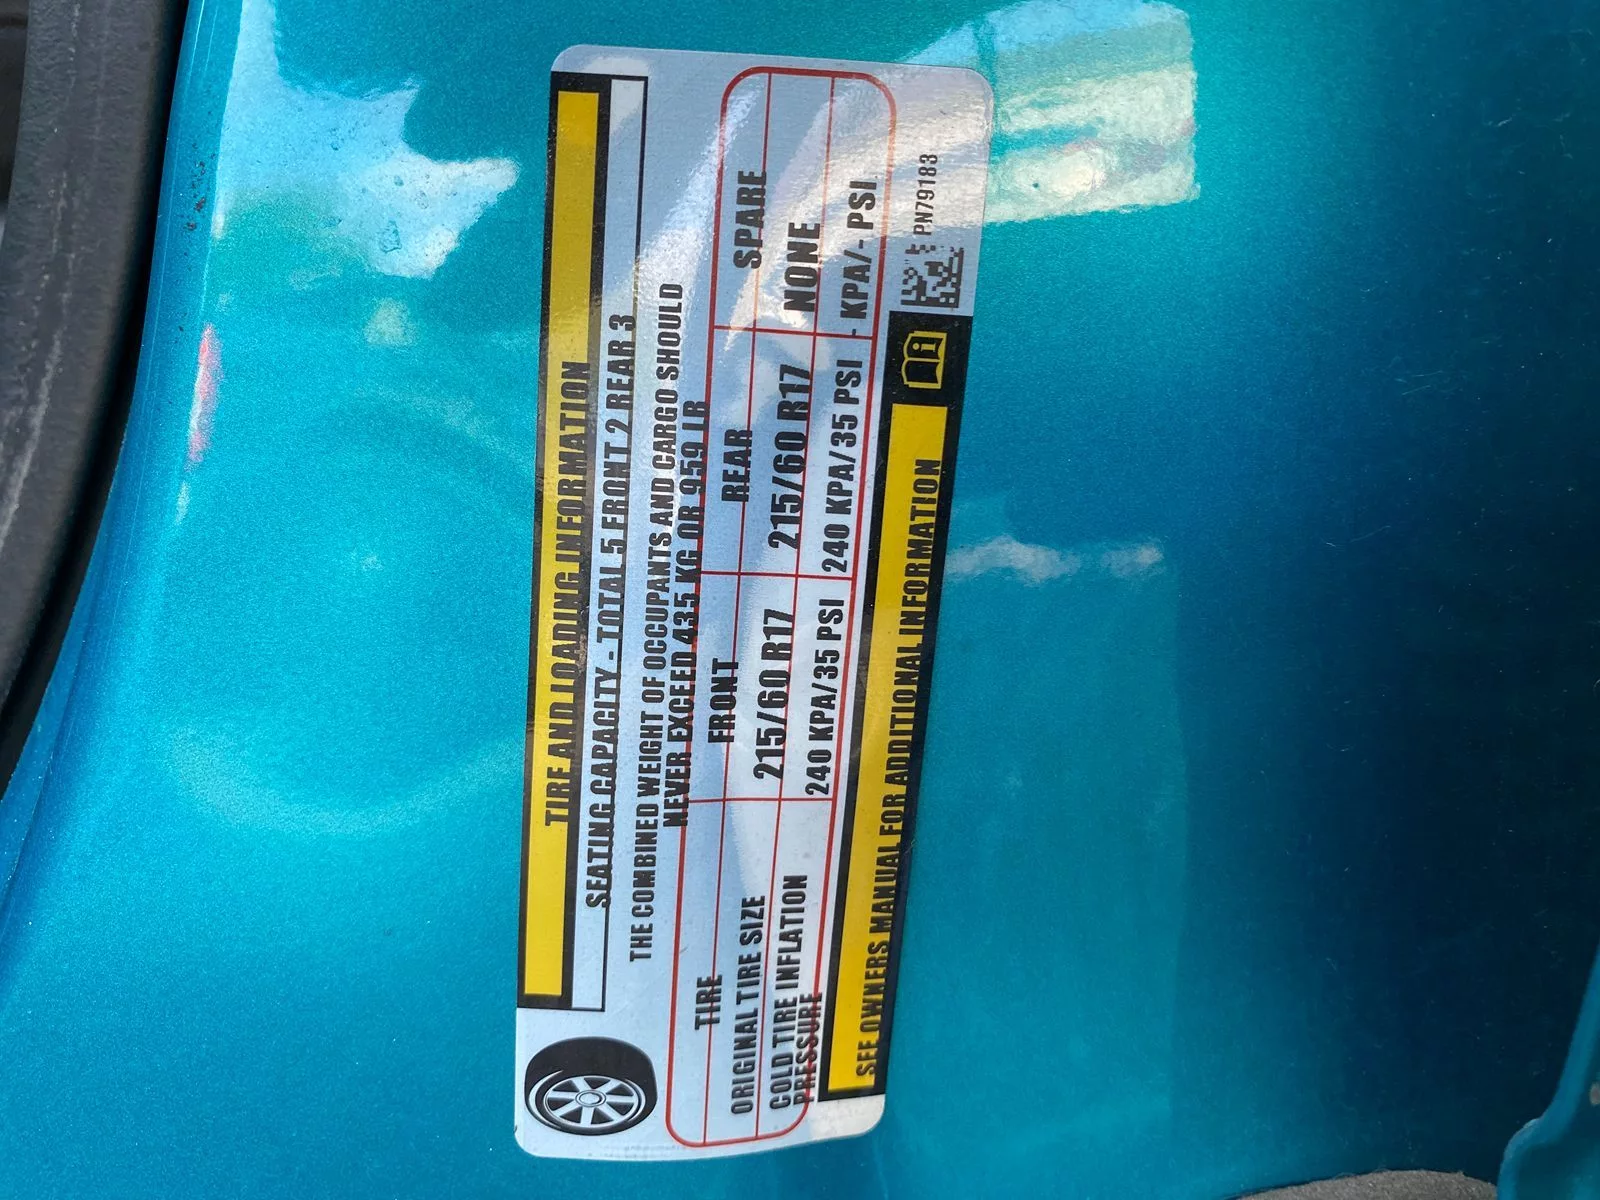 TIRE AND LOADING INFORMATION
SEATING CAPACITY - TOTAL 5 FRONT 2 REAR 3
THE COMBINED WEIGHT OF OCCUPANTS AND CARGO SHOULD
NEVER EXCEED 435 KG OR 959 LB
TIRE FRONT REAR SPARE
ORIGINAL TIRE SIZE 215/60 R17 215/60 R17 NONE
COLD TIRE INFLATION
PRESSURE 240 KPA/35 PSI 240 KPA/35 PSI - KPA/- PSI
SEE OWNERS MANUAL FOR ADDITIONAL INFORMATION
PN79183